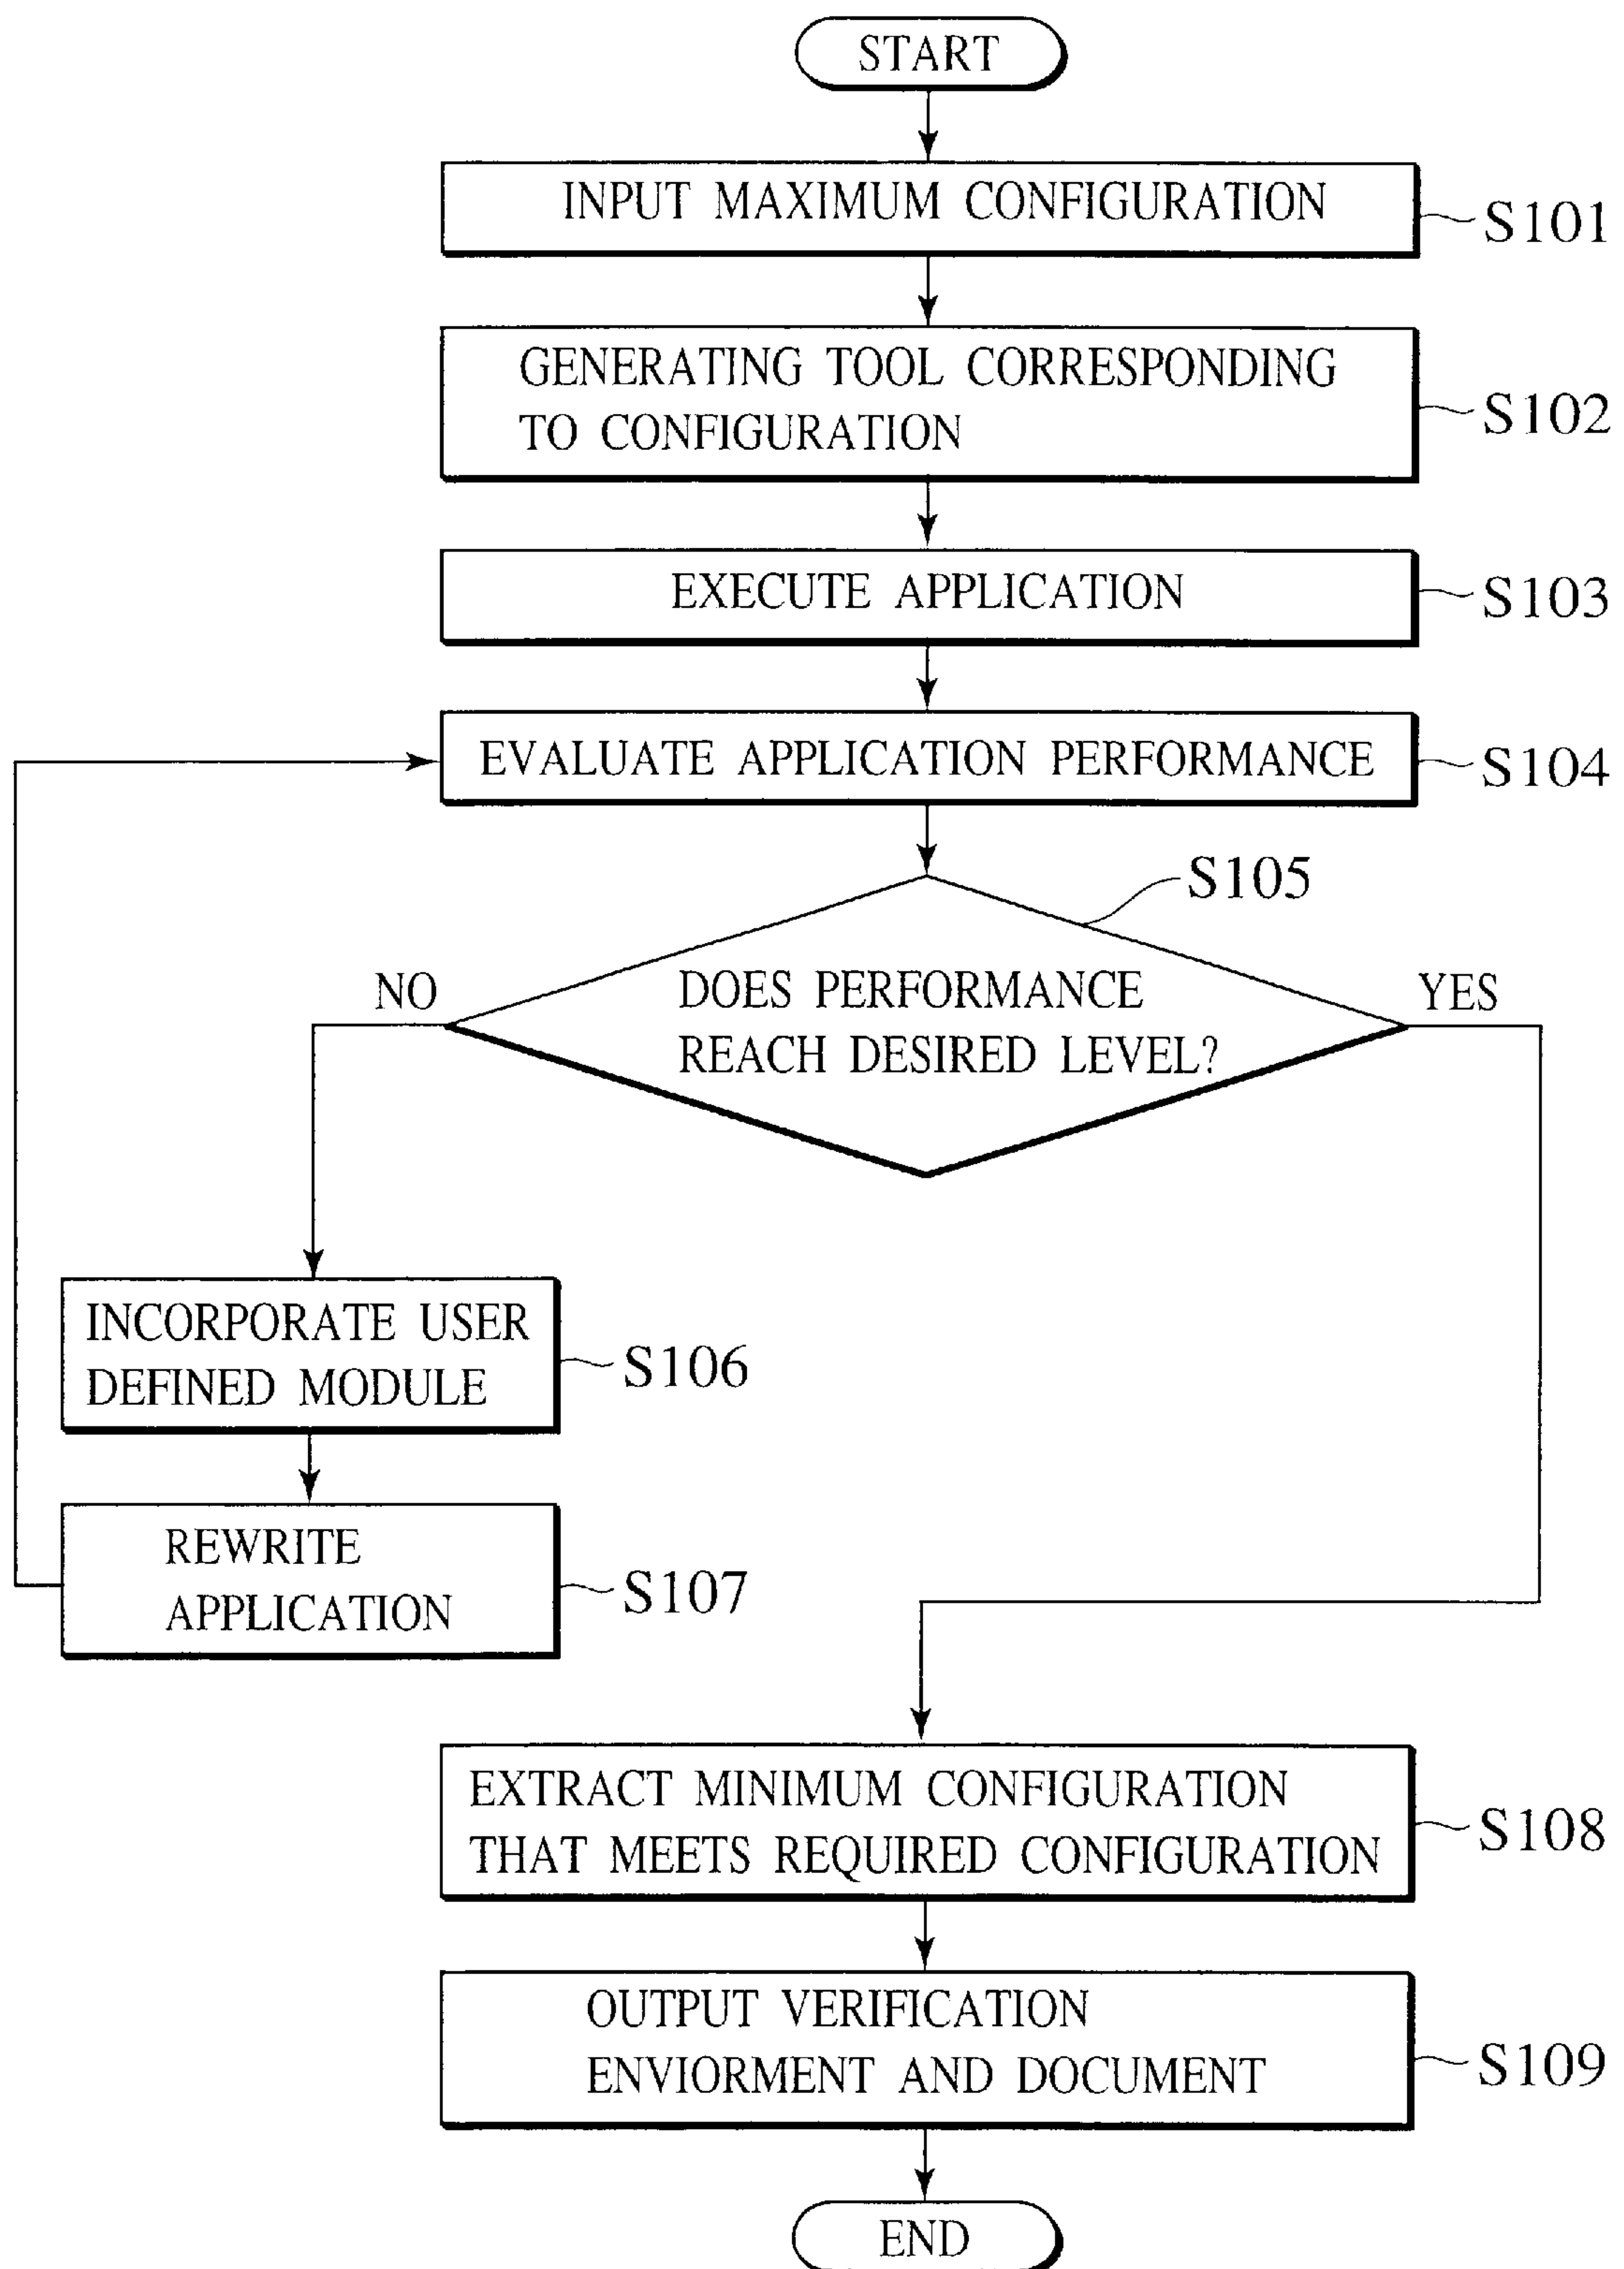 START
INPUT MAXIMUM CONFIGURATION
S101
GENERATING TOOL CORRESPONDING
TO CONFIGURATION
S102
EXECUTE APPLICATION
S103
EVALUATE APPLICATION PERFORMANCE
S104
S105
NO
DOES PERFORMANCE
REACH DESIRED LEVEL?
YES
INCORPORATE USER
DEFINED MODULE
S106
REWRITE
APPLICATION
S107
EXTRACT MINIMUM CONFIGURATION
THAT MEETS REQUIRED CONFIGURATION
S108
OUTPUT VERIFICATION
ENVIORMENT AND DOCUMENT
S109
END